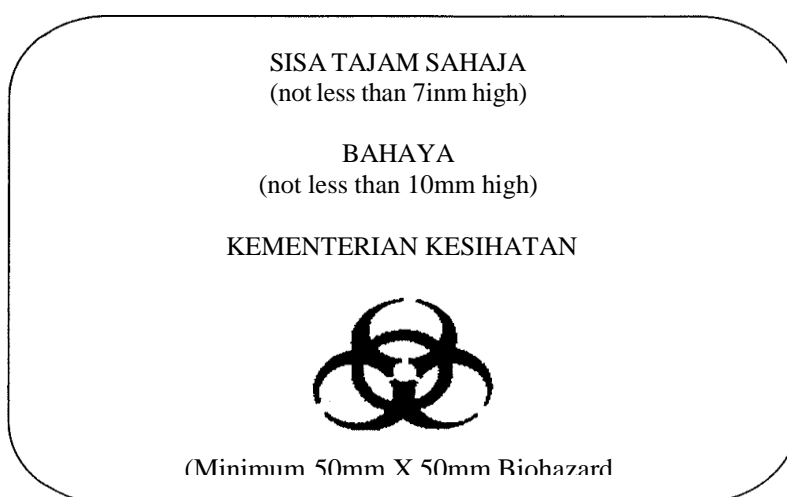 SISA TAJAM SAHAJA
(not less than 7inm high)
BAHAYA
(not less than 10mm high)
KEMENTERIAN KESIHATAN
(Minimum 50mm X 50mm Biohazard